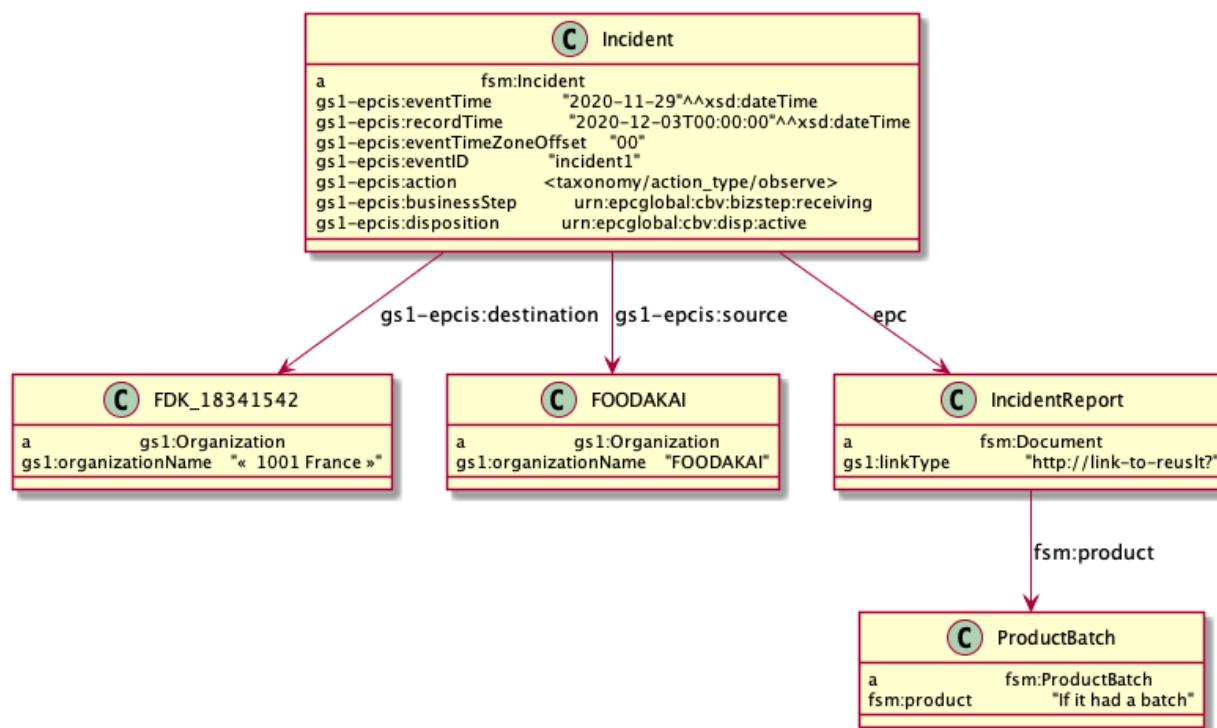 C Incident
a fsm:Incident
gs1-epcis:eventTime "2020-11-29"^^xsd:dateTime
gs1-epcis:recordTime "2020-12-03T00:00:00"^^xsd:dateTime
gs1-epcis:eventTimeZoneOffset "00"
gs1-epcis:eventID "incident1"
gs1-epcis:action <taxonomy/action_type/observe>
gs1-epcis:businessStep urn:epcglobal:cbv:bizstep:receiving
gs1-epcis:disposition urn:epcglobal:cbv:disp:active
gs1-epcis:destination
gs1-epcis:source
epc
C FDK_18341542
a gs1:Organization
gs1:organizationName "« 1001 France »"
C FOODAKAI
a gs1:Organization
gs1:organizationName "FOODAKAI"
C IncidentReport
a fsm:Document
gs1:linkType "http://link-to-reuslt?"
fsm:product
C ProductBatch
a fsm:ProductBatch
fsm:product "If it had a batch"